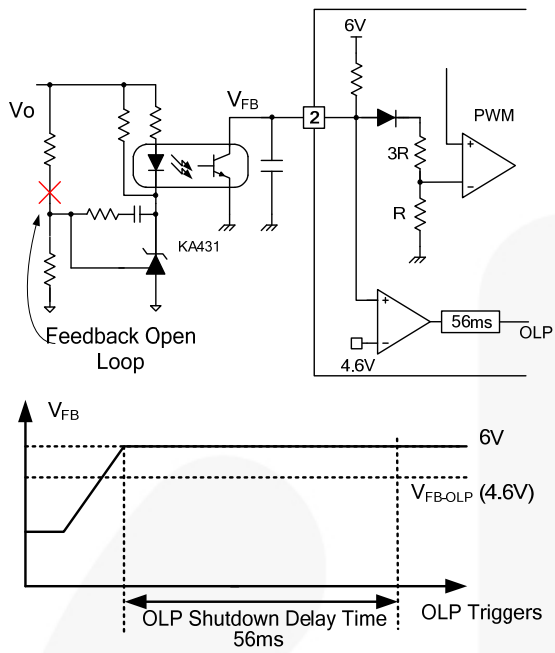 6V
Vo
VFB
2
PWM
3R
+
−
R
KA431
Feedback Open
Loop
+
−
4.6V
56ms
OLP
VFB
6V
VFB-OLP (4.6V)
OLP Shutdown Delay Time
56ms
OLP Triggers